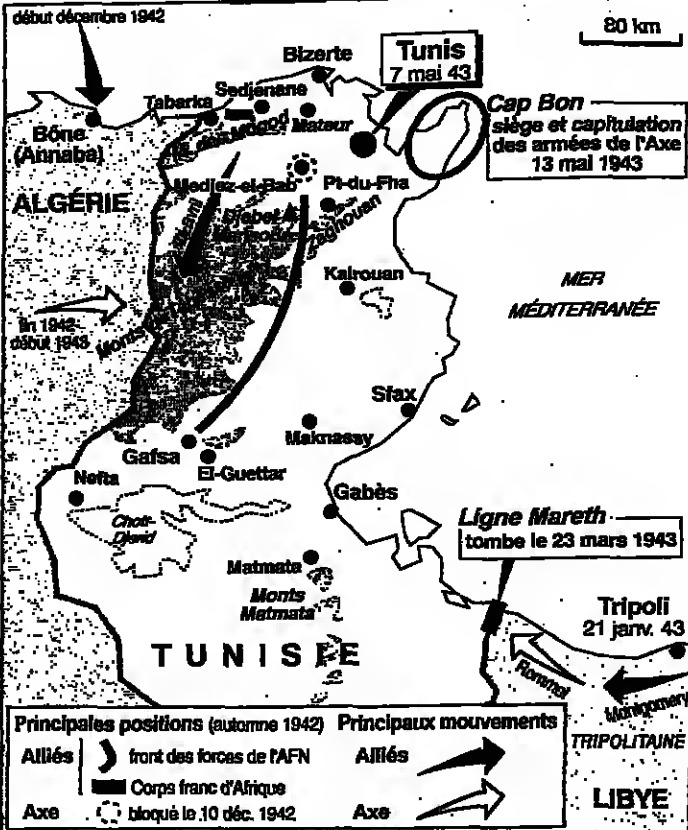 début décembre 1942
80 km
Bizerte
Tunis
7 mai 43
Sedjenane
Tabarka
Mateur
Mogod
Bône
(Annaba)
Cap Bon
siège et capitulation
des armées de l'Axe
13 mai 1943
Medjez-el-Bab
Pt-du-Fha
ALGÉRIE
Djebel
Zaghouan
Kairouan
MER
MÉDITERRANÉE
fin 1942-
début 1943
Monts
Sfax
Maknassy
Gafsa
El-Guettar
Nefta
Gabès
Chott-
Djerid
Ligne Mareth
tombe le 23 mars 1943
Matmata
Monts
Matmata
Tripoli
21 janv. 43
TUNISIE
Rommel
Montgomery
TRIPOLITAINE
LIBYE
Principales positions (automne 1942)
Alliés
front des forces de l'AFN
Corps franc d'Afrique
Axe
bloqué le 10 déc. 1942
Principaux mouvements
Alliés
Axe